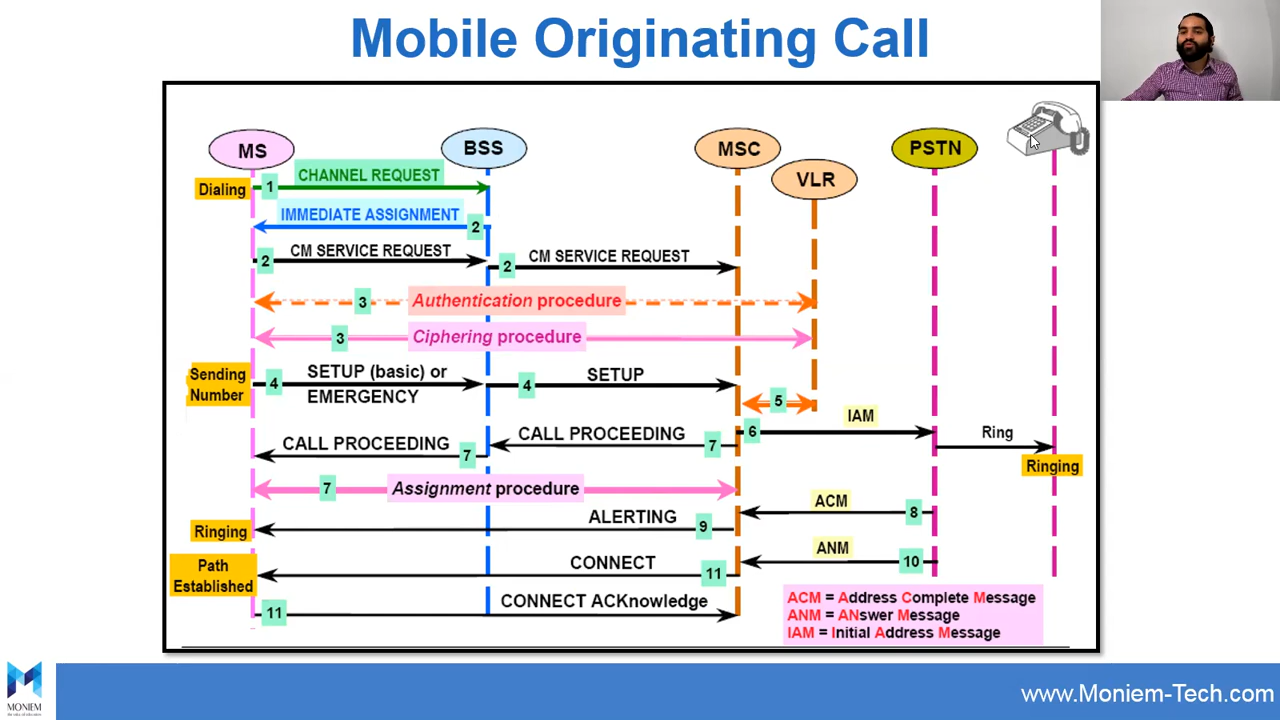 Mobile Originating Call
MS
BSS
MSC
VLR
PSTN
Dialing
1
CHANNEL REQUEST
IMMEDIATE ASSIGNMENT
2
2
CM SERVICE REQUEST
2
CM SERVICE REQUEST
3
Authentication procedure
3
Ciphering procedure
Sending
Number
4
SETUP (basic) or
EMERGENCY
4
SETUP
5
6
IAM
Ring
Ringing
CALL PROCEEDING
7
CALL PROCEEDING
7
7
Assignment procedure
ACM
8
Ringing
ALERTING
9
ANM
10
Path
Established
CONNECT
11
11
CONNECT ACKnowledge
ACM = Address Complete Message
ANM = ANswer Message
IAM = Initial Address Message
MONIEM
www.Moniem-Tech.com